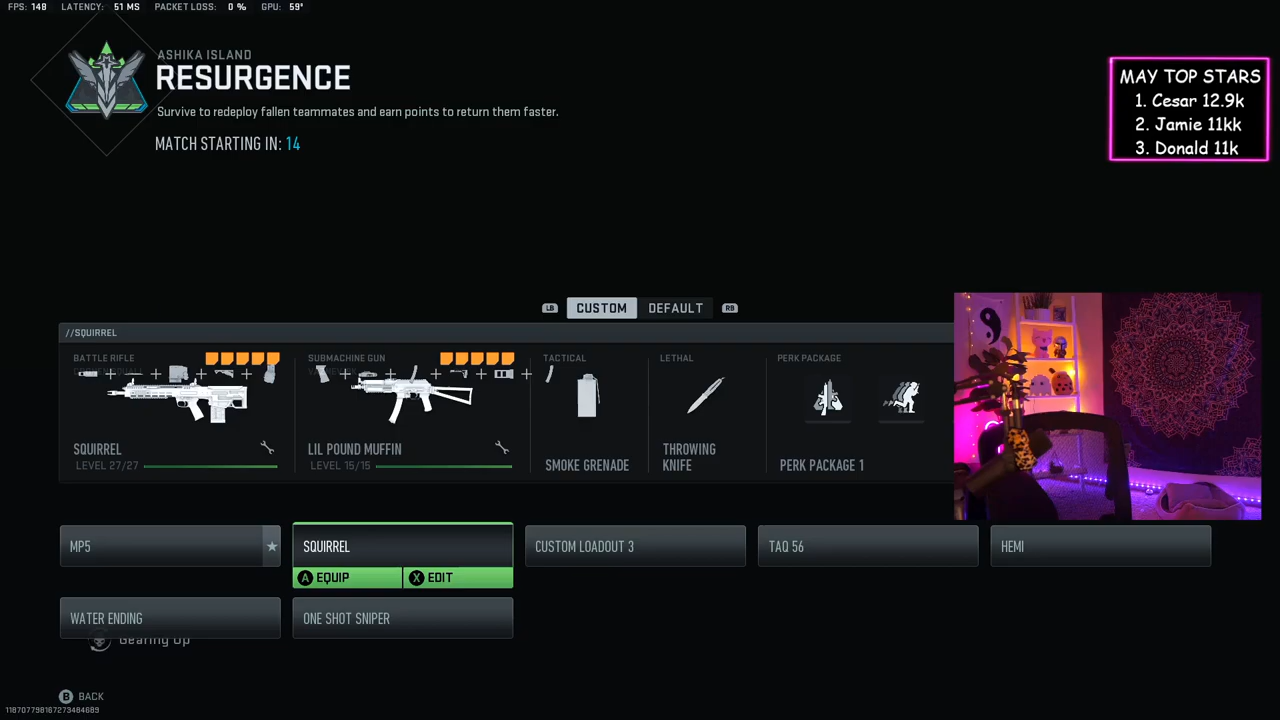 FPS: 148 LATENCY: 51 MS PACKET LOSS: 0 % GPU: 59°
ASHIKA ISLAND
RESURGENCE
Survive to redeploy fallen teammates and earn points to return them faster.
MATCH STARTING IN: 14
MAY TOP STARS
1. Cesar 12.9k
2. Jamie 11kk
3. Donald 11k
LB CUSTOM DEFAULT RB
//SQUIRREL
BATTLE RIFLE
SUBMACHINE GUN
TACTICAL
LETHAL
PERK PACKAGE
SQUIRREL
LEVEL 27/27
LIL POUND MUFFIN
LEVEL 15/15
SMOKE GRENADE
THROWING
KNIFE
PERK PACKAGE 1
MP5
SQUIRREL
CUSTOM LOADOUT 3
TAQ 56
HEMI
A EQUIP X EDIT
WATER ENDING
ONE SHOT SNIPER
Gearing Up
B BACK